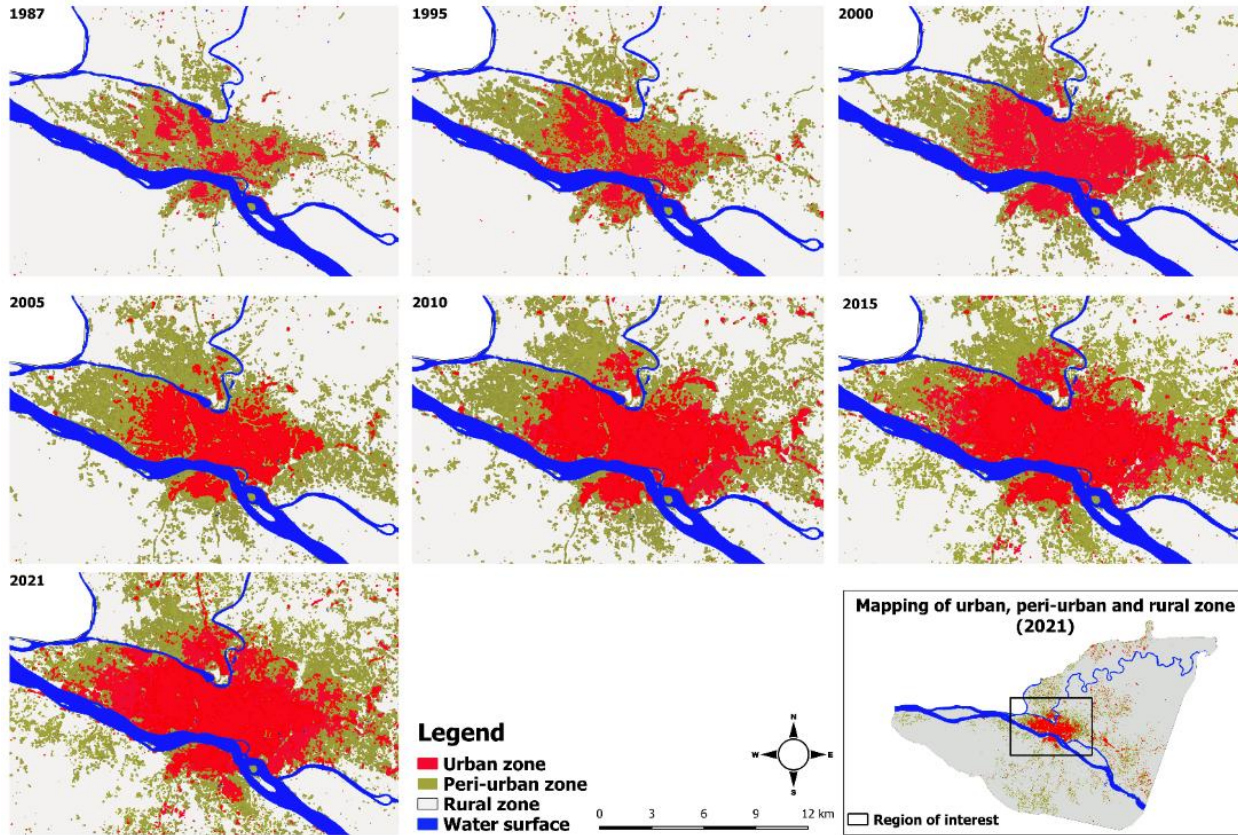 1987
1995
2000
2005
2010
2015
2021
Legend
Urban zone
Peri-urban zone
Rural zone
Water surface
N
W E
S
0 3 6 9 12 km
Mapping of urban, peri-urban and rural zone
(2021)
Region of interest